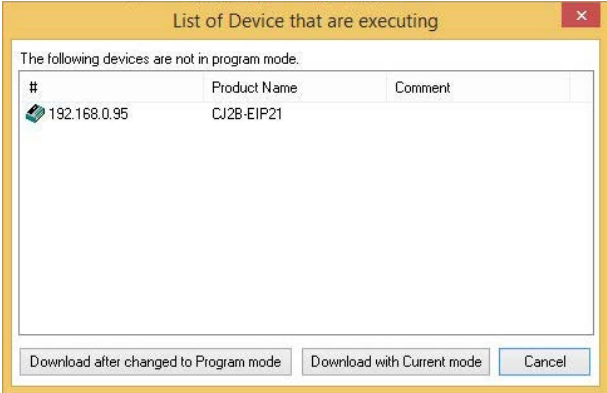 List of Device that are executing
The following devices are not in program mode.
# Product Name Comment
192.168.0.95 CJ2B-EIP21
Download after changed to Program mode Download with Current mode Cancel